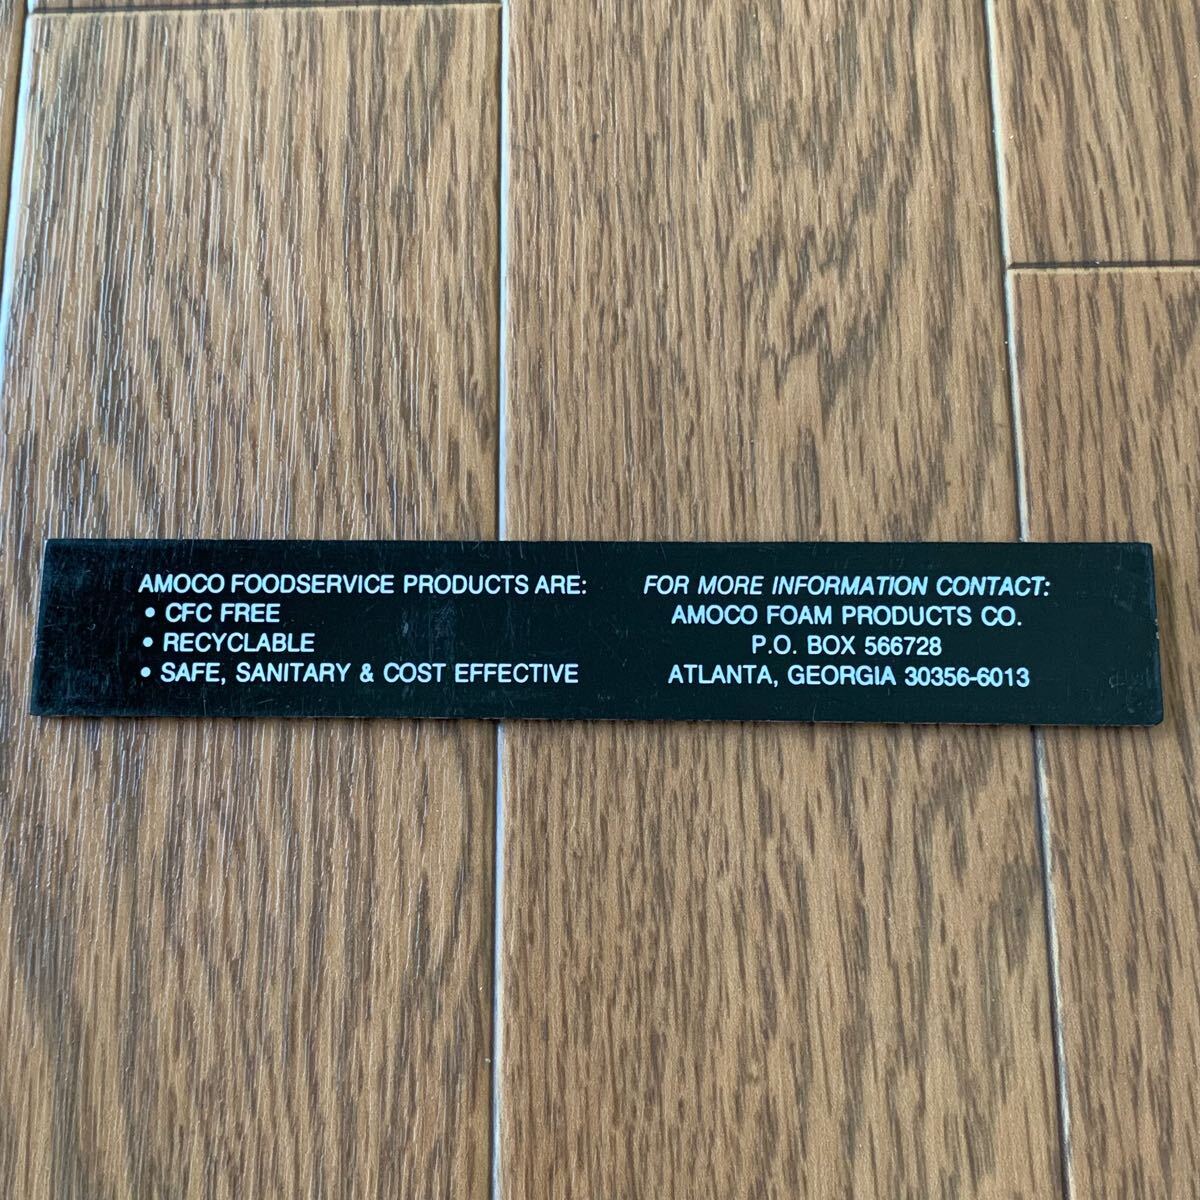 AMOCO FOODSERVICE PRODUCTS ARE:
• CFC FREE
• RECYCLABLE
• SAFE, SANITARY & COST EFFECTIVE
FOR MORE INFORMATION CONTACT:
AMOCO FOAM PRODUCTS CO.
P.O. BOX 566728
ATLANTA, GEORGIA 30356-6013